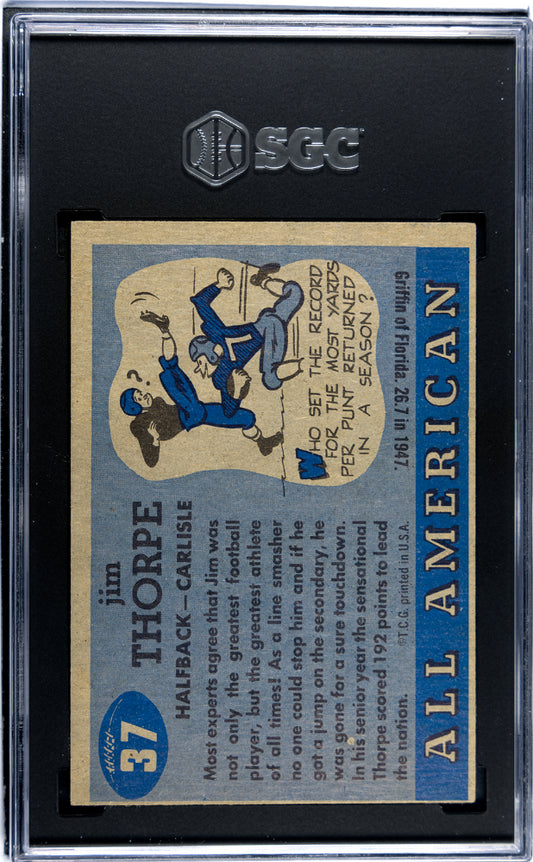 SGC
37
jim
THORPE
HALFBACK — CARLISLE
Most experts agree that Jim was
not only the greatest football
player, but the greatest athlete
of all times! As a line smasher
no one could stop him and if he
got a jump on the secondary, he
was gone for a sure touchdown.
In his senior year the sensational
Thorpe scored 192 points to lead
the nation.
©T.C.G. printed in U.S.A.
?
WHO SET THE RECORD
FOR THE MOST YARDS
PER PUNT RETURNED
IN A SEASON?
Griffin of Florida. 26.7 in 1947.
ALL AMERICAN